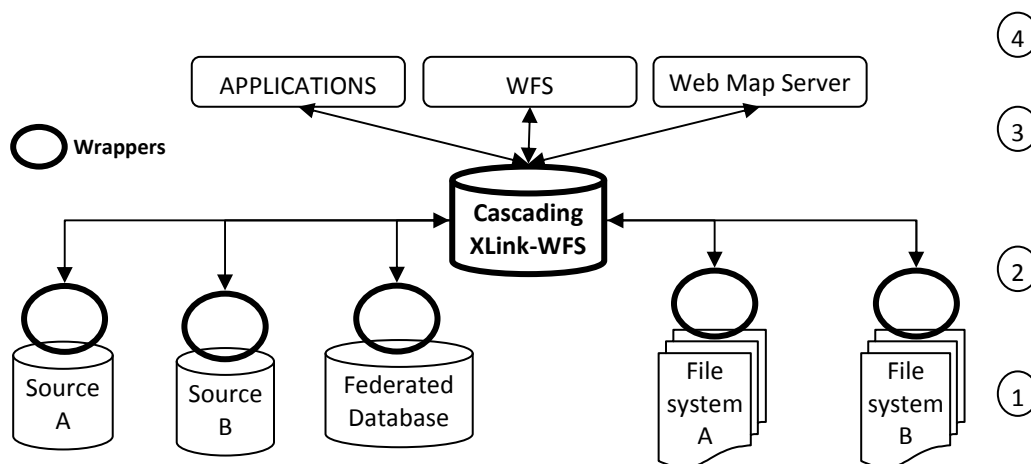 4
APPLICATIONS
WFS
Web Map Server
3
Wrappers
Cascading
XLink-WFS
2
Source
A
Source
B
Federated
Database
File
system
A
File
system
B
1